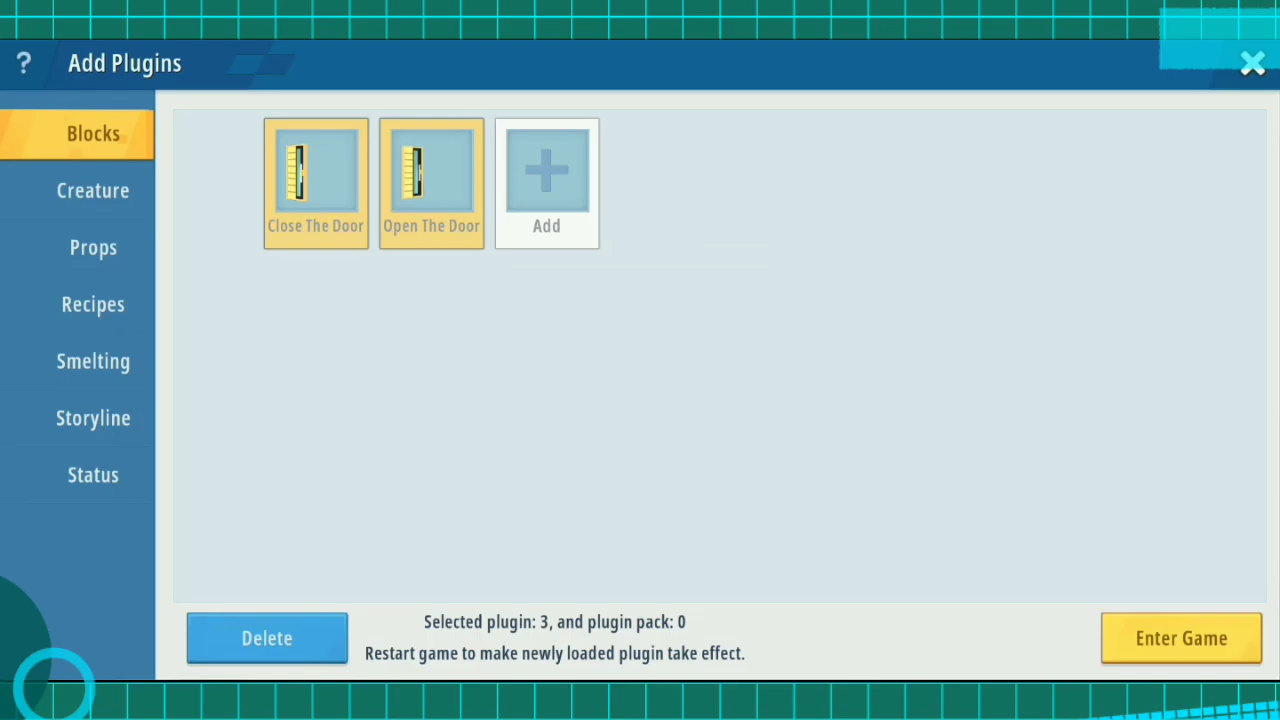 ?
Add Plugins
Blocks
Creature
Props
Recipes
Smelting
Storyline
Status
Close The Door
Open The Door
Add
Delete
Selected plugin: 3, and plugin pack: 0
Restart game to make newly loaded plugin take effect.
Enter Game